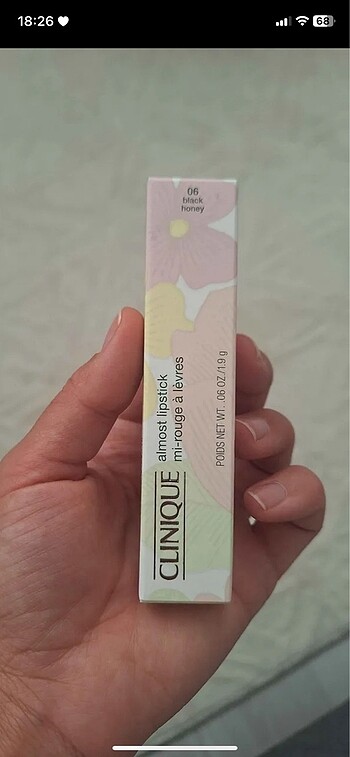 18:26
68
06
black
honey
CLINIQUE
almost lipstick
mi-rouge à lèvres
POIDS NET WT. .06 OZ./1.9 g